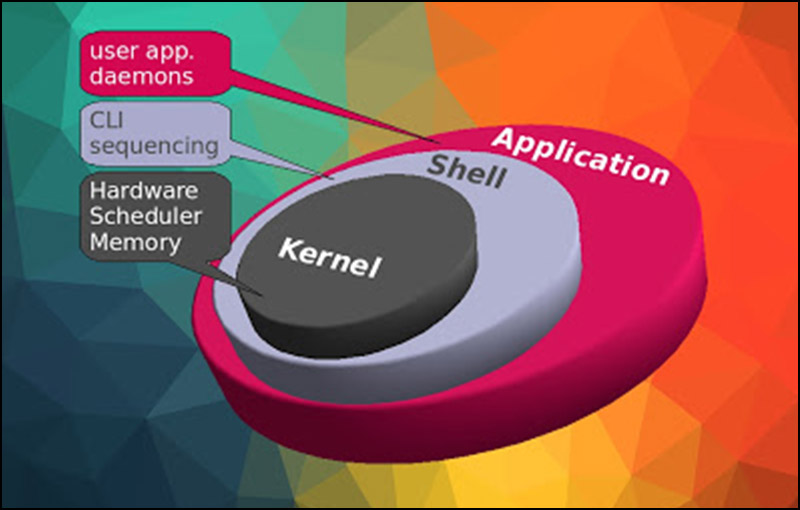 user app.
daemons
CLI
sequencing
Hardware
Scheduler
Memory
Application
Shell
Kernel